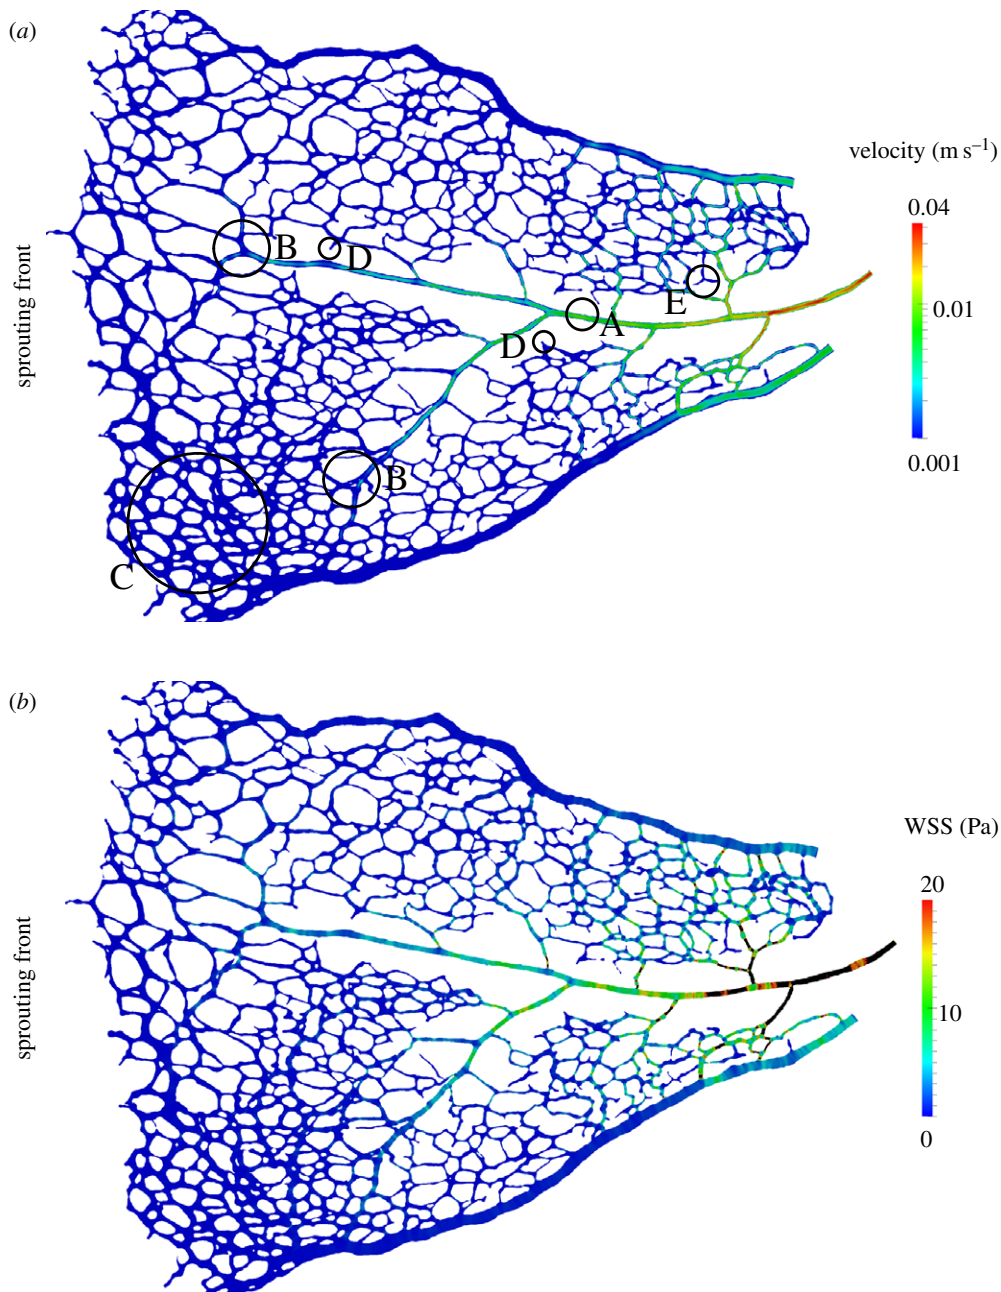 (a)
velocity (m s⁻¹)
0.04
0.01
0.001
sprouting front
B
D
E
A
D
B
C
(b)
WSS (Pa)
20
10
0
sprouting front